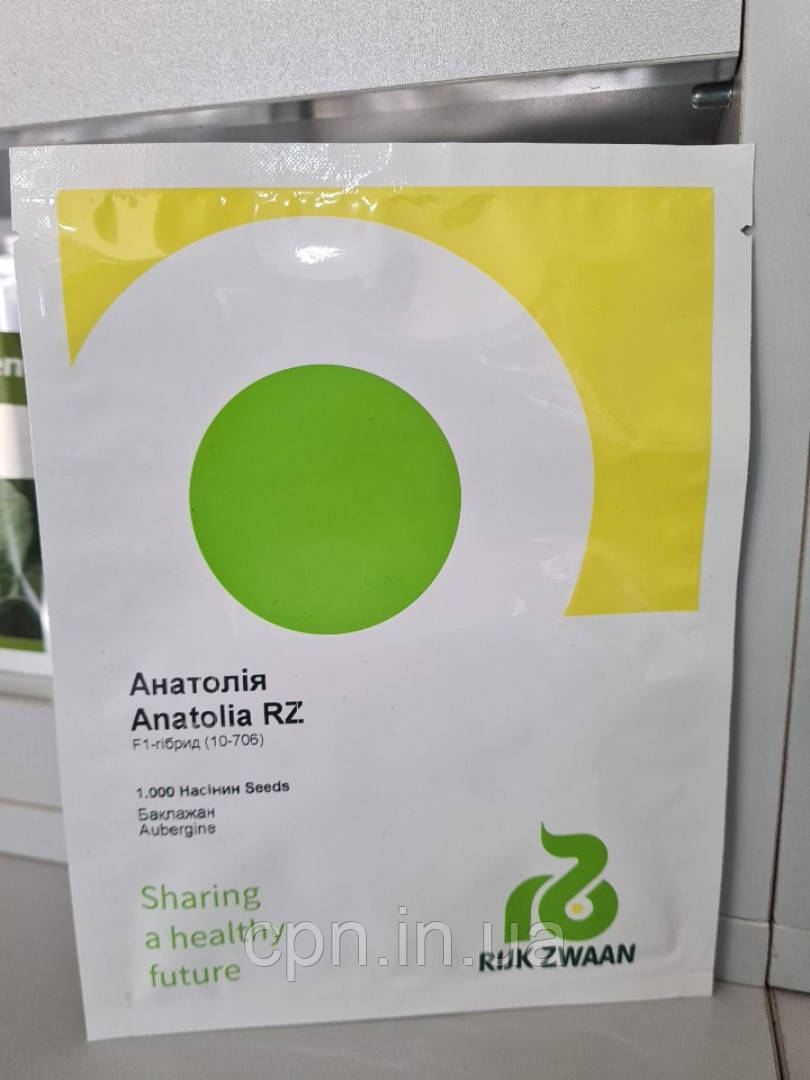 en
Анатолія
Anatolia RZ
F1-гібрид (10-706)
1.000 Насінин Seeds
Баклажан
Aubergine
Sharing
a healthy
future
cpn.in.ua
RIJK ZWAAN